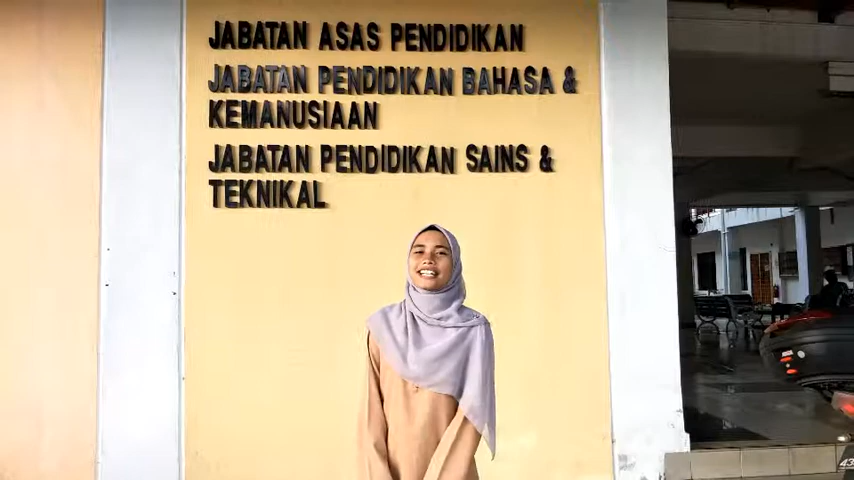 JABATAN ASAS PENDIDIKAN
JABATAN PENDIDIKAN BAHASA &
KEMANUSIAAN
JABATAN PENDIDIKAN SAINS &
TEKNIKAL